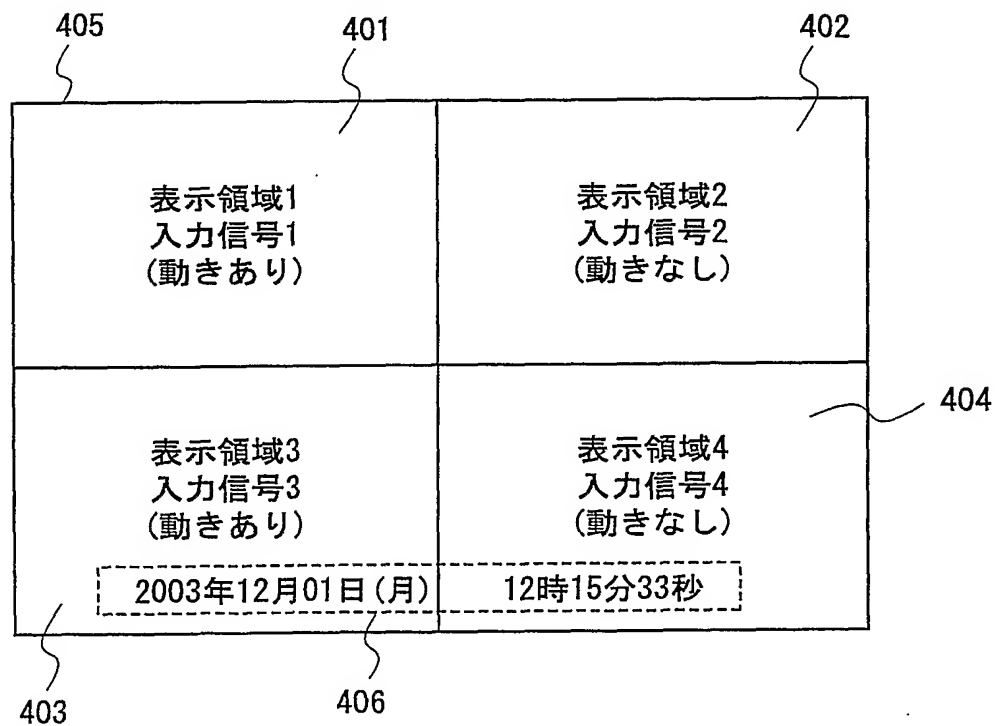 405
401
402
表示領域1
入力信号1
(動きあり)
表示領域2
入力信号2
(動きなし)
404
表示領域3
入力信号3
(動きあり)
表示領域4
入力信号4
(動きなし)
2003年12月01日(月) 12時15分33秒
403
406